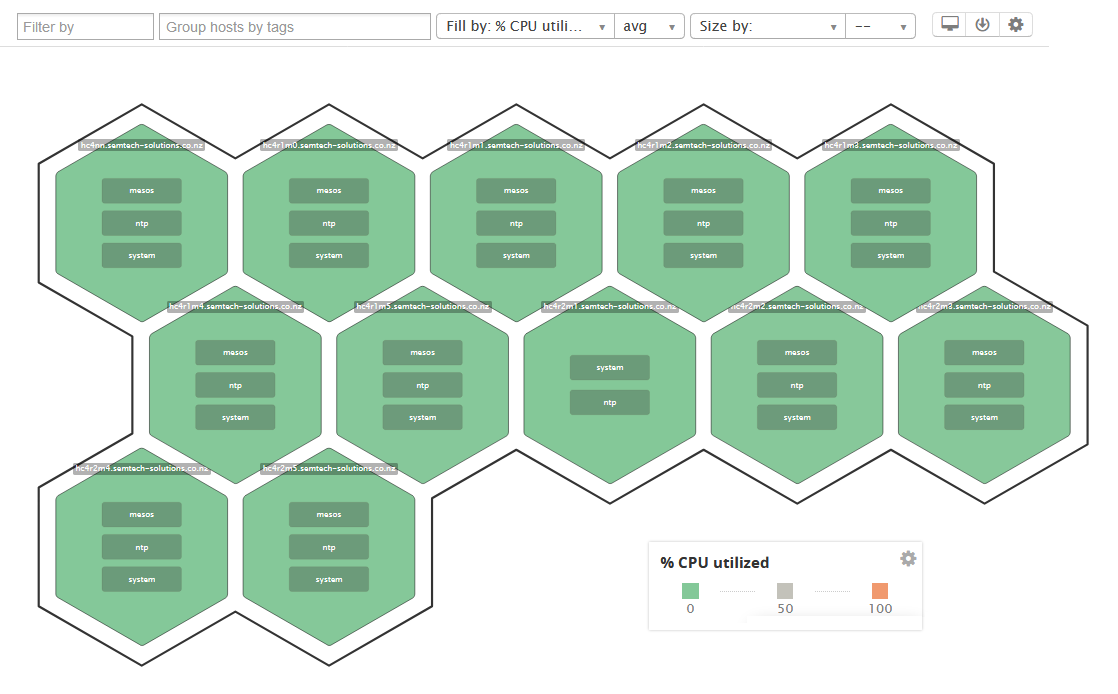 Filter by Group hosts by tags Fill by: % CPU utili... avg Size by: --
hc4nn.semtech-solutions.co.nz hc4r1m0.semtech-solutions.co.nz hc4r1m1.semtech-solutions.co.nz hc4r1m2.semtech-solutions.co.nz hc4r1m3.semtech-solutions.co.nz
mesos mesos mesos mesos mesos
ntp ntp ntp ntp ntp
system system system system system
hc4r1m4.semtech-solutions.co.nz hc4r1m5.semtech-solutions.co.nz hc4r2m1.semtech-solutions.co.nz hc4r2m2.semtech-solutions.co.nz hc4r2m3.semtech-solutions.co.nz
mesos mesos system mesos mesos
ntp ntp ntp ntp ntp
system system system system
hc4r2m4.semtech-solutions.co.nz hc4r2m5.semtech-solutions.co.nz
mesos mesos
ntp ntp
system system
% CPU utilized
0 50 100